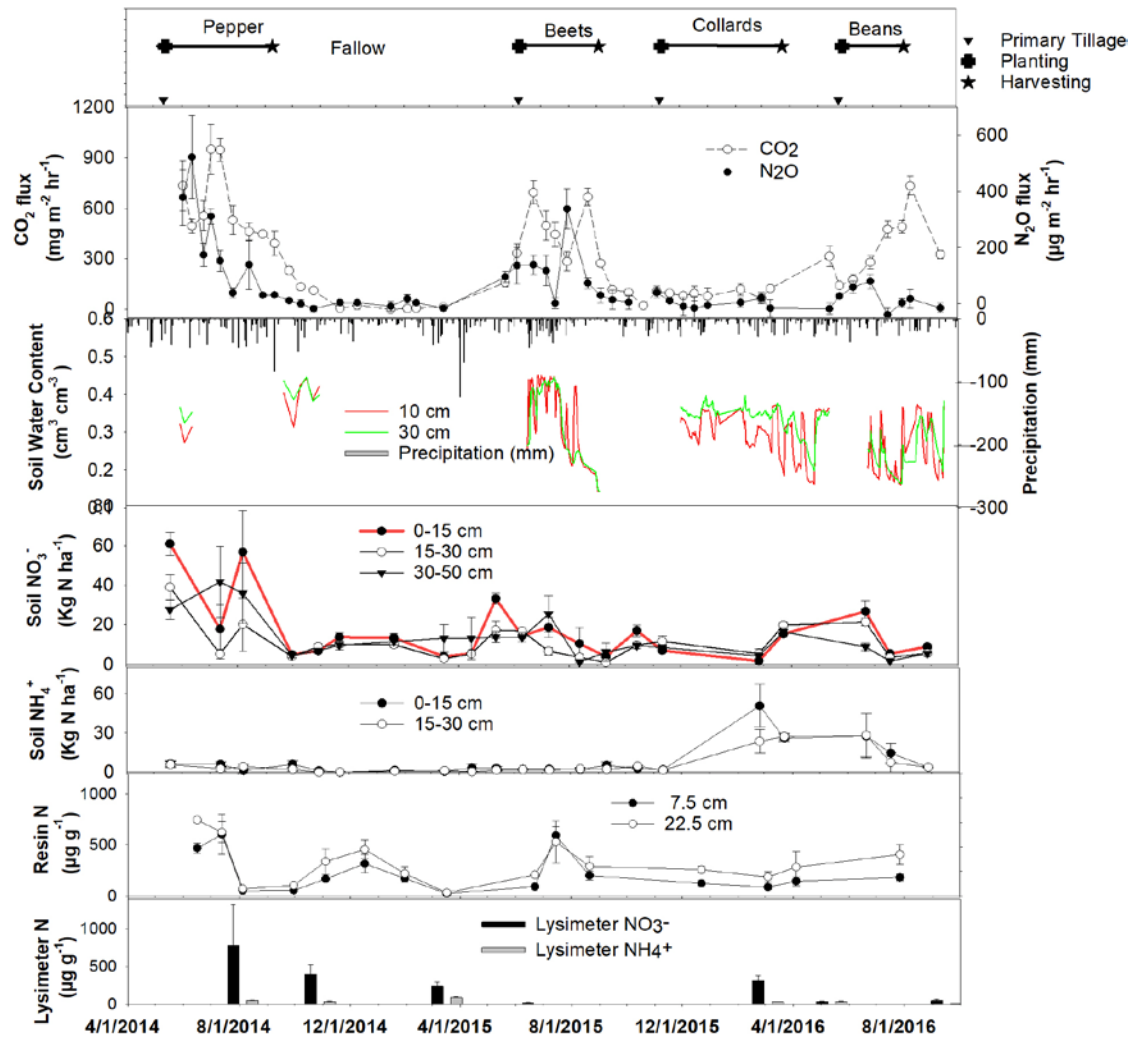 Pepper
Fallow
Beets
Collards
Beans
Primary Tillage
Planting
Harvesting
1200
900
600
300
0
CO2 flux
(mg m-2 hr-1)
CO2
N2O
600
400
200
0
N2O flux
(µg m-2 hr-1)
0.6
0.5
0.4
0.3
0.2
Soil Water Content
(cm3 cm-3)
10 cm
30 cm
Precipitation (mm)
0
-100
-200
-300
Precipitation (mm)
60
40
20
0
Soil NO3-
(Kg N ha-1)
0-15 cm
15-30 cm
30-50 cm
60
30
0
Soil NH4+
(Kg N ha-1)
0-15 cm
15-30 cm
1000
500
0
Resin N
(µg g-1)
7.5 cm
22.5 cm
1000
500
0
Lysimeter N
(µg g-1)
Lysimeter NO3-
Lysimeter NH4+
4/1/2014 8/1/2014 12/1/2014 4/1/2015 8/1/2015 12/1/2015 4/1/2016 8/1/2016